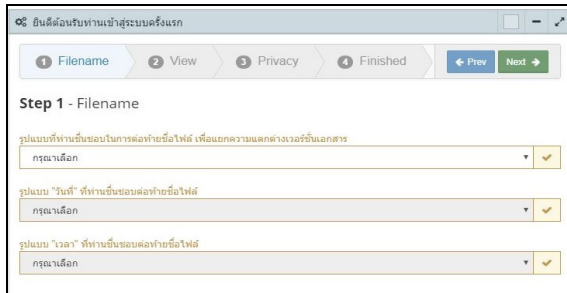 ยินดีต้อนรับท่านเข้าสู่ระบบครั้งแรก
1 Filename 2 View 3 Privacy 4 Finished Prev Next
Step 1 - Filename
รูปแบบที่ท่านชื่นชอบในการต่อท้ายชื่อไฟล์ เพื่อแยกความแตกต่างเวอร์ชั่นเอกสาร
กรุณาเลือก
รูปแบบ "วันที่" ที่ท่านชื่นชอบต่อท้ายชื่อไฟล์
กรุณาเลือก
รูปแบบ "เวลา" ที่ท่านชื่นชอบต่อท้ายชื่อไฟล์
กรุณาเลือก